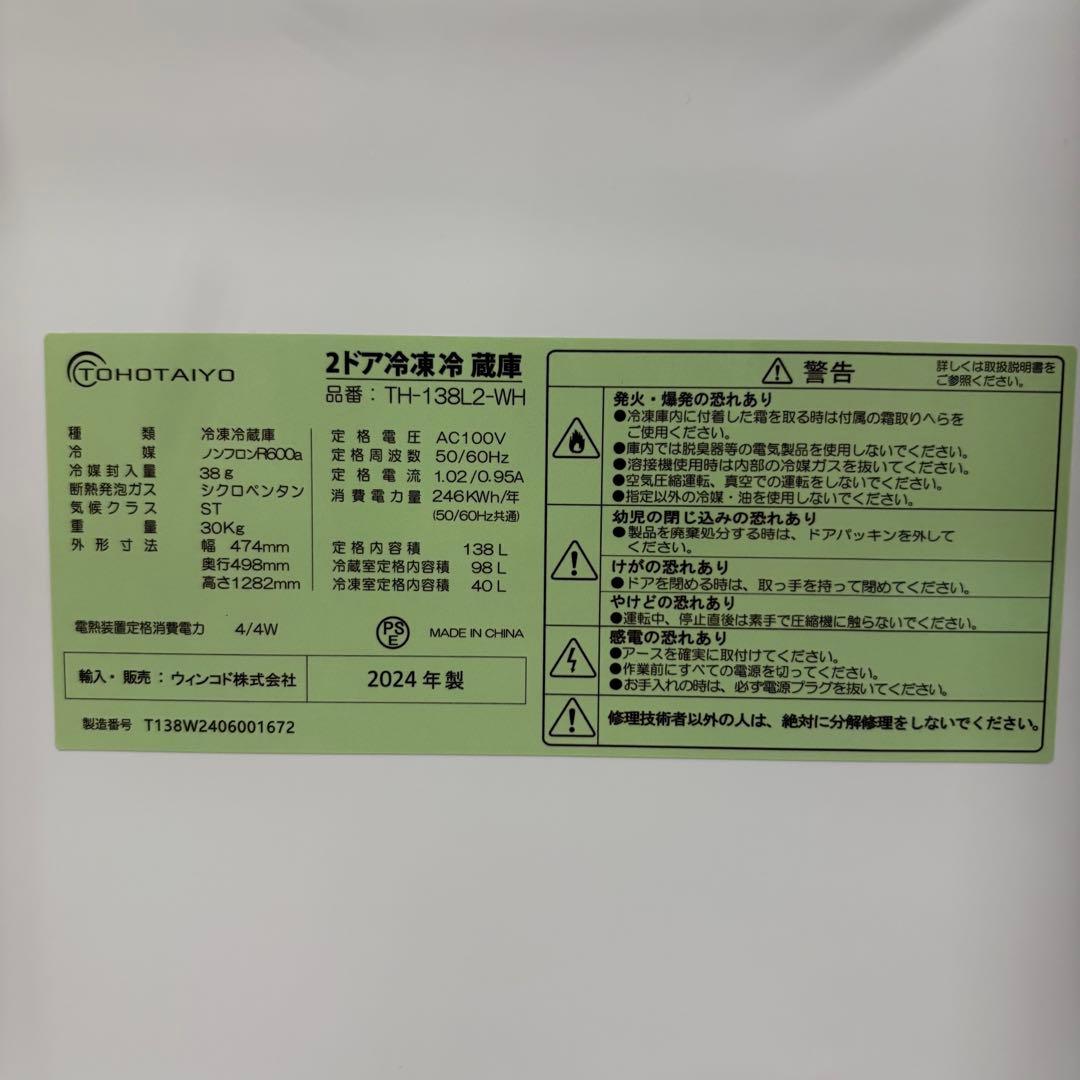 TOHOTAIYO
2ドア冷凍冷蔵庫
品番：TH-138L2-WH
種類 冷凍冷蔵庫
冷媒 ノンフロンR600a
冷媒封入量 38g
断熱発泡ガス シクロペンタン
気候クラス ST
重量 30Kg
外形寸法 幅 474mm
奥行498mm
高さ1282mm
定格電圧 AC100V
定格周波数 50/60Hz
定格電流 1.02/0.95A
消費電力量 246KWh/年
(50/60Hz共通)
定格内容積 138L
冷蔵室定格内容積 98L
冷凍室定格内容積 40L
電熱装置定格消費電力 4/4W
PS
E
MADE IN CHINA
輸入・販売：ウィンコド株式会社
2024年製
製造番号 T138W2406001672
警告
詳しくは取扱説明書を
ご参照ください。
発火・爆発の恐れあり
●冷凍庫内に付着した霜を取る時は付属の霜取りへらを
ご使用ください。
●庫内では脱臭器等の電気製品を使用しないでください。
●溶接機使用時は内部の冷媒ガスを抜いてください。
●空気圧縮運転、真空での運転をしないでください。
●指定以外の冷媒・油を使用しないでください。
幼児の閉じ込みの恐れあり
●製品を廃棄処分する時は、ドアパッキンを外して
ください。
けがの恐れあり
●ドアを閉める時は、取っ手を持って閉めてください。
やけどの恐れあり
●運転中、停止直後は素手で圧縮機に触らないでください。
感電の恐れあり
●アースを確実に取付けてください。
●作業前にすべての電源を切ってください。
●お手入れの時は、必ず電源プラグを抜いてください。
修理技術者以外の人は、絶対に分解修理をしないでください。